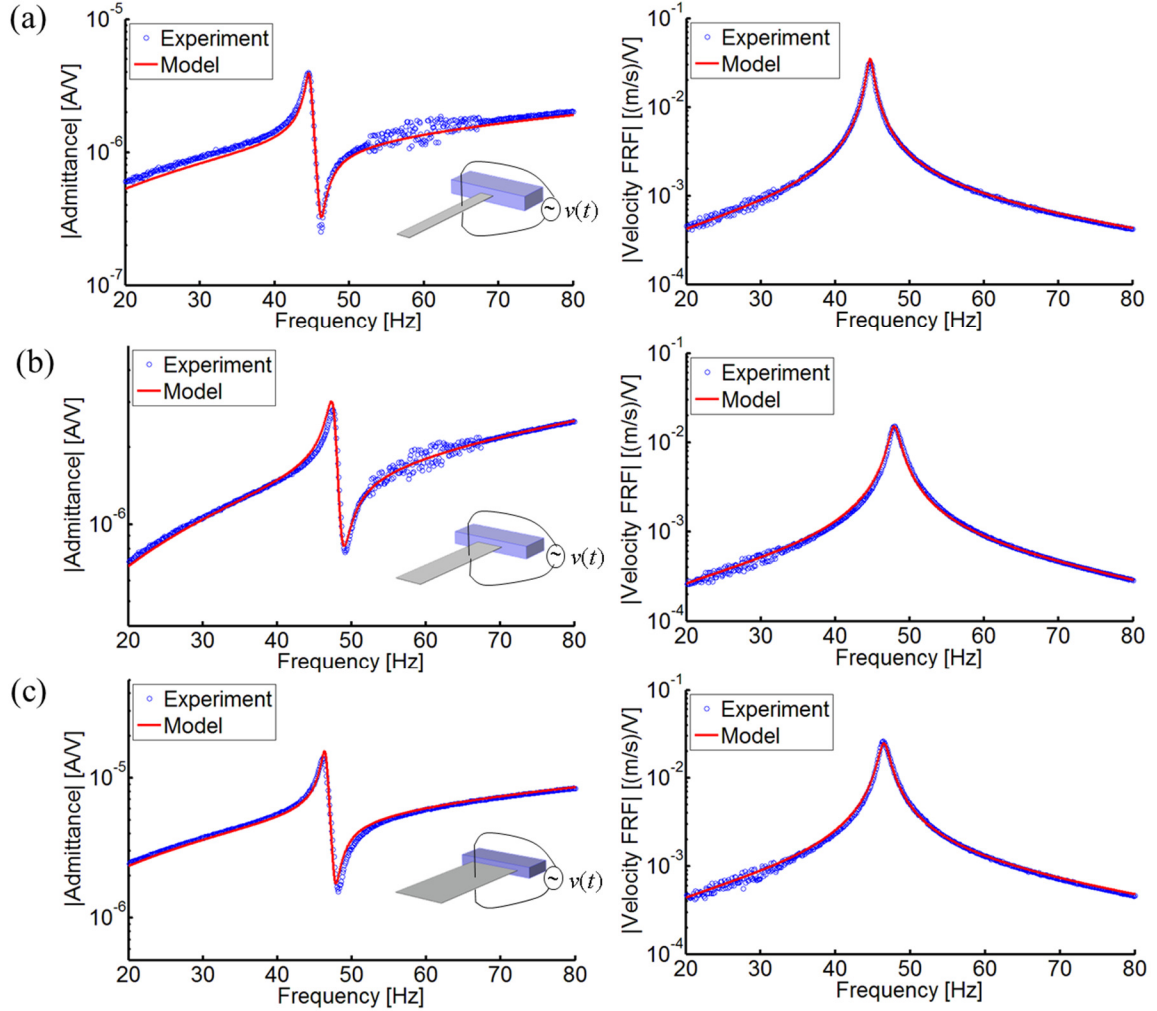 (a)
|Admittance| [A/V]
10⁻⁵
10⁻⁶
10⁻⁷
Experiment
Model
~ v(t)
20 30 40 50 60 70 80
Frequency [Hz]
|Velocity FRF| [(m/s)/V]
10⁻¹
10⁻²
10⁻³
10⁻⁴
Experiment
Model
20 30 40 50 60 70 80
Frequency [Hz]
(b)
|Admittance| [A/V]
10⁻⁶
Experiment
Model
~ v(t)
20 30 40 50 60 70 80
Frequency [Hz]
|Velocity FRF| [(m/s)/V]
10⁻¹
10⁻²
10⁻³
10⁻⁴
Experiment
Model
20 30 40 50 60 70 80
Frequency [Hz]
(c)
|Admittance| [A/V]
10⁻⁵
10⁻⁶
Experiment
Model
~ v(t)
20 30 40 50 60 70 80
Frequency [Hz]
|Velocity FRF| [(m/s)/V]
10⁻¹
10⁻²
10⁻³
10⁻⁴
Experiment
Model
20 30 40 50 60 70 80
Frequency [Hz]